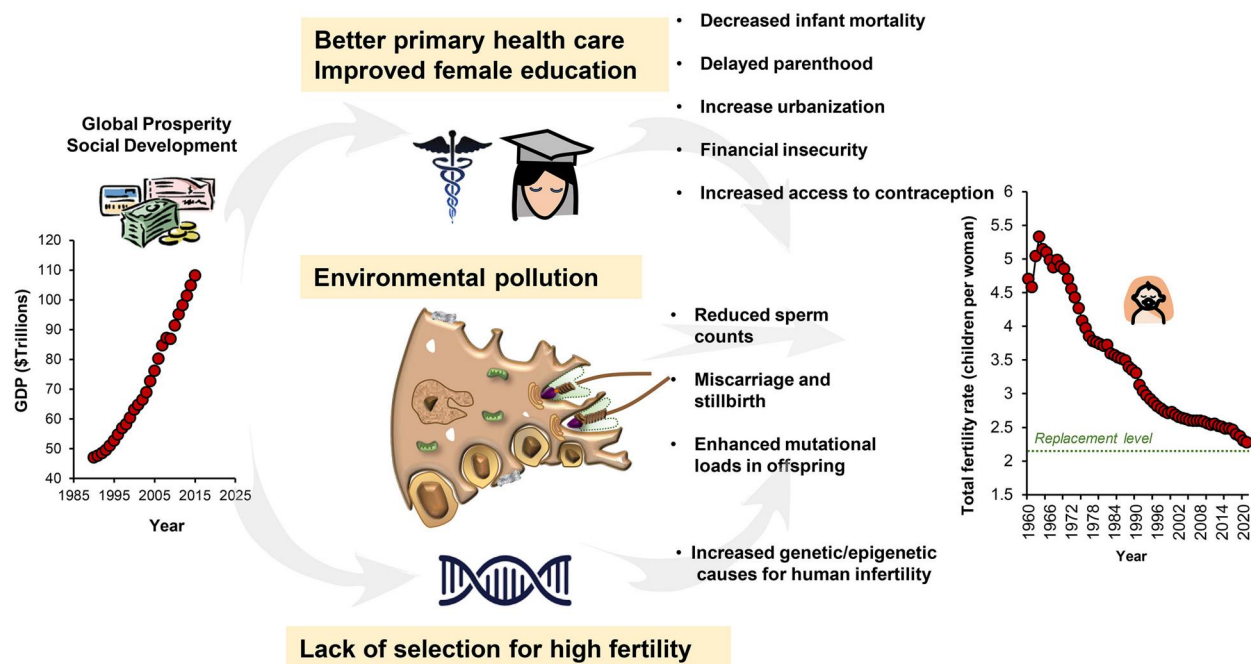 Better primary health care
Improved female education
• Decreased infant mortality
• Delayed parenthood
• Increase urbanization
• Financial insecurity
• Increased access to contraception
Global Prosperity
Social Development
GDP ($Trillions)
120
110
100
90
80
70
60
50
40
1985
1995
2005
2015
2025
Year
Environmental pollution
• Reduced sperm
counts
• Miscarriage and
stillbirth
• Enhanced mutational
loads in offspring
• Increased genetic/epigenetic
causes for human infertility
Lack of selection for high fertility
Total fertility rate (children per woman)
6
5.5
5
4.5
4
3.5
3
2.5
2
1.5
Replacement level
1960
1966
1972
1978
1984
1990
1996
2002
2008
2014
2020
Year